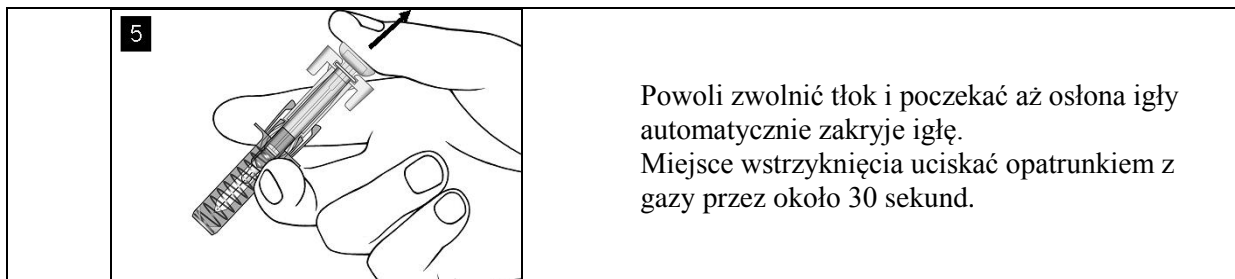 5
Powoli zwolnić tłok i poczekać aż osłona igły
automatycznie zakryje igłę.
Miejsce wstrzyknięcia uciskać opatrunkiem z
gazy przez około 30 sekund.